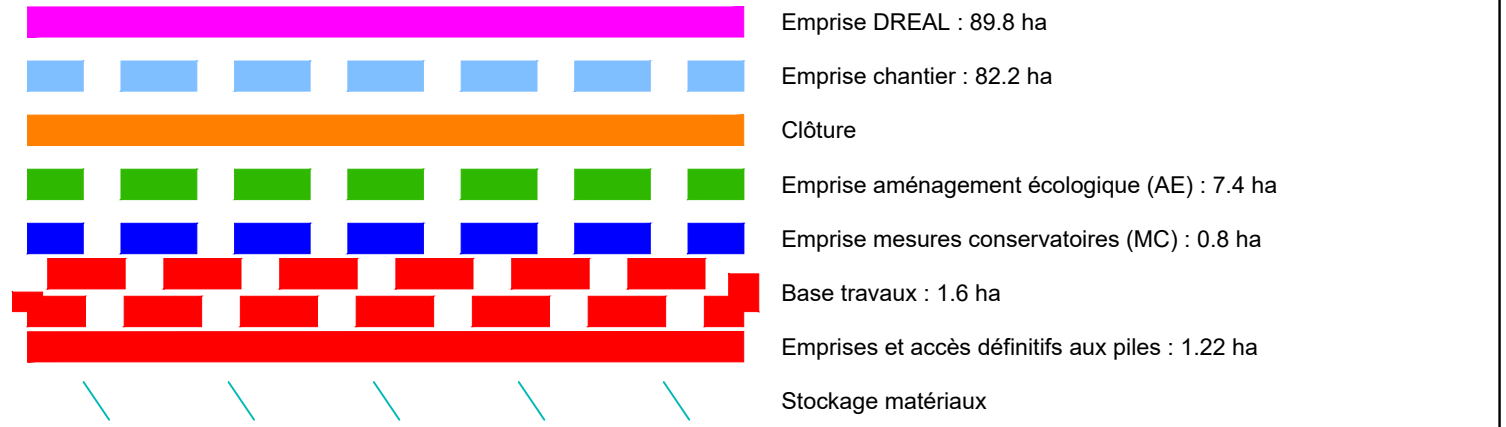 Emprise DREAL : 89.8 ha
Emprise chantier : 82.2 ha
Clôture
Emprise aménagement écologique (AE) : 7.4 ha
Emprise mesures conservatoires (MC) : 0.8 ha
Base travaux : 1.6 ha
Emprises et accès définitifs aux piles : 1.22 ha
Stockage matériaux